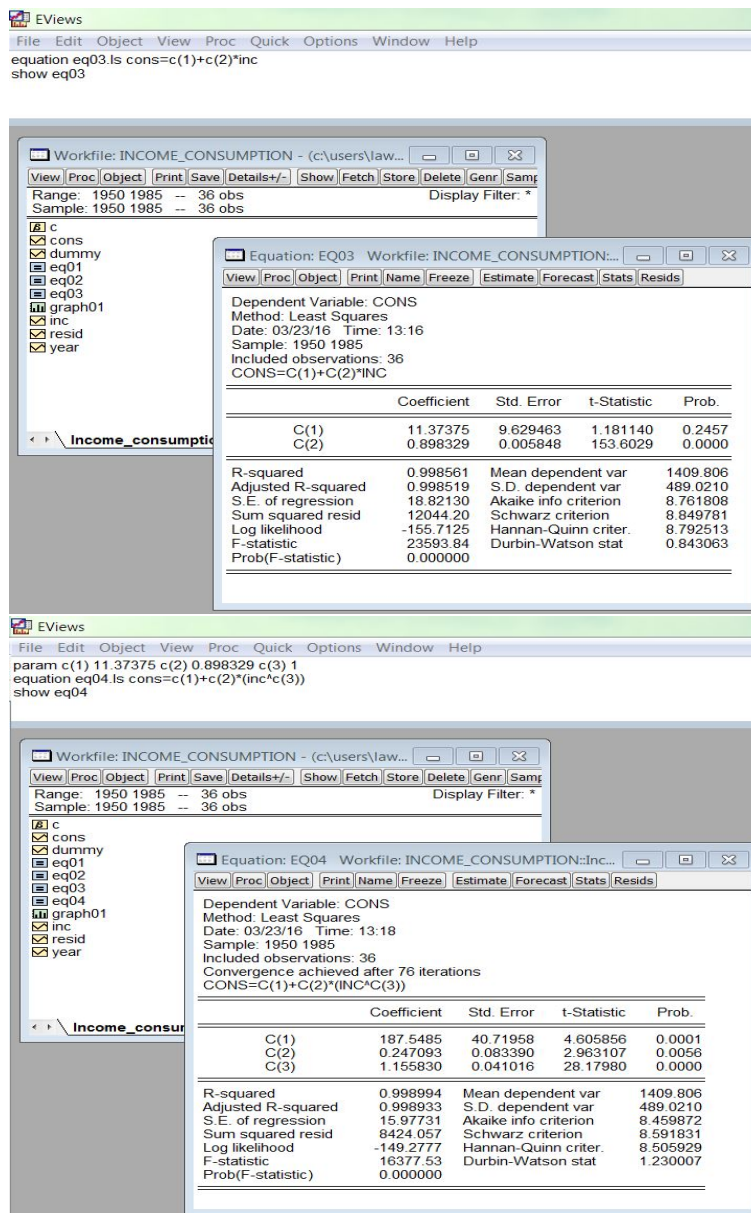 EViews
File Edit Object View Proc Quick Options Window Help
equation eq03.ls cons=c(1)+c(2)*inc
show eq03
Workfile: INCOME_CONSUMPTION - (c:\users\law...
View Proc Object Print Save Details+/- Show Fetch Store Delete Genr Samp
Range: 1950 1985 -- 36 obs Display Filter: *
Sample: 1950 1985 -- 36 obs
c
cons
dummy
eq01
eq02
eq03
graph01
inc
resid
year
Income_consumptic
Equation: EQ03 Workfile: INCOME_CONSUMPTION:...
View Proc Object Print Name Freeze Estimate Forecast Stats Resids
Dependent Variable: CONS
Method: Least Squares
Date: 03/23/16 Time: 13:16
Sample: 1950 1985
Included observations: 36
CONS=C(1)+C(2)*INC
Coefficient Std. Error t-Statistic Prob.
C(1) 11.37375 9.629463 1.181140 0.2457
C(2) 0.898329 0.005848 153.6029 0.0000
R-squared 0.998561 Mean dependent var 1409.806
Adjusted R-squared 0.998519 S.D. dependent var 489.0210
S.E. of regression 18.82130 Akaike info criterion 8.761808
Sum squared resid 12044.20 Schwarz criterion 8.849781
Log likelihood -155.7125 Hannan-Quinn criter. 8.792513
F-statistic 23593.84 Durbin-Watson stat 0.843063
Prob(F-statistic) 0.000000
EViews
File Edit Object View Proc Quick Options Window Help
param c(1) 11.37375 c(2) 0.898329 c(3) 1
equation eq04.ls cons=c(1)+c(2)*(inc^c(3))
show eq04
Workfile: INCOME_CONSUMPTION - (c:\users\law...
View Proc Object Print Save Details+/- Show Fetch Store Delete Genr Samp
Range: 1950 1985 -- 36 obs Display Filter: *
Sample: 1950 1985 -- 36 obs
c
cons
dummy
eq01
eq02
eq03
eq04
graph01
inc
resid
year
Income_consur
Equation: EQ04 Workfile: INCOME_CONSUMPTION::Inc...
View Proc Object Print Name Freeze Estimate Forecast Stats Resids
Dependent Variable: CONS
Method: Least Squares
Date: 03/23/16 Time: 13:18
Sample: 1950 1985
Included observations: 36
Convergence achieved after 76 iterations
CONS=C(1)+C(2)*(INC^C(3))
Coefficient Std. Error t-Statistic Prob.
C(1) 187.5485 40.71958 4.605856 0.0001
C(2) 0.247093 0.083390 2.963107 0.0056
C(3) 1.155830 0.041016 28.17980 0.0000
R-squared 0.998994 Mean dependent var 1409.806
Adjusted R-squared 0.998933 S.D. dependent var 489.0210
S.E. of regression 15.97731 Akaike info criterion 8.459872
Sum squared resid 8424.057 Schwarz criterion 8.591831
Log likelihood -149.2777 Hannan-Quinn criter. 8.505929
F-statistic 16377.53 Durbin-Watson stat 1.230007
Prob(F-statistic) 0.000000